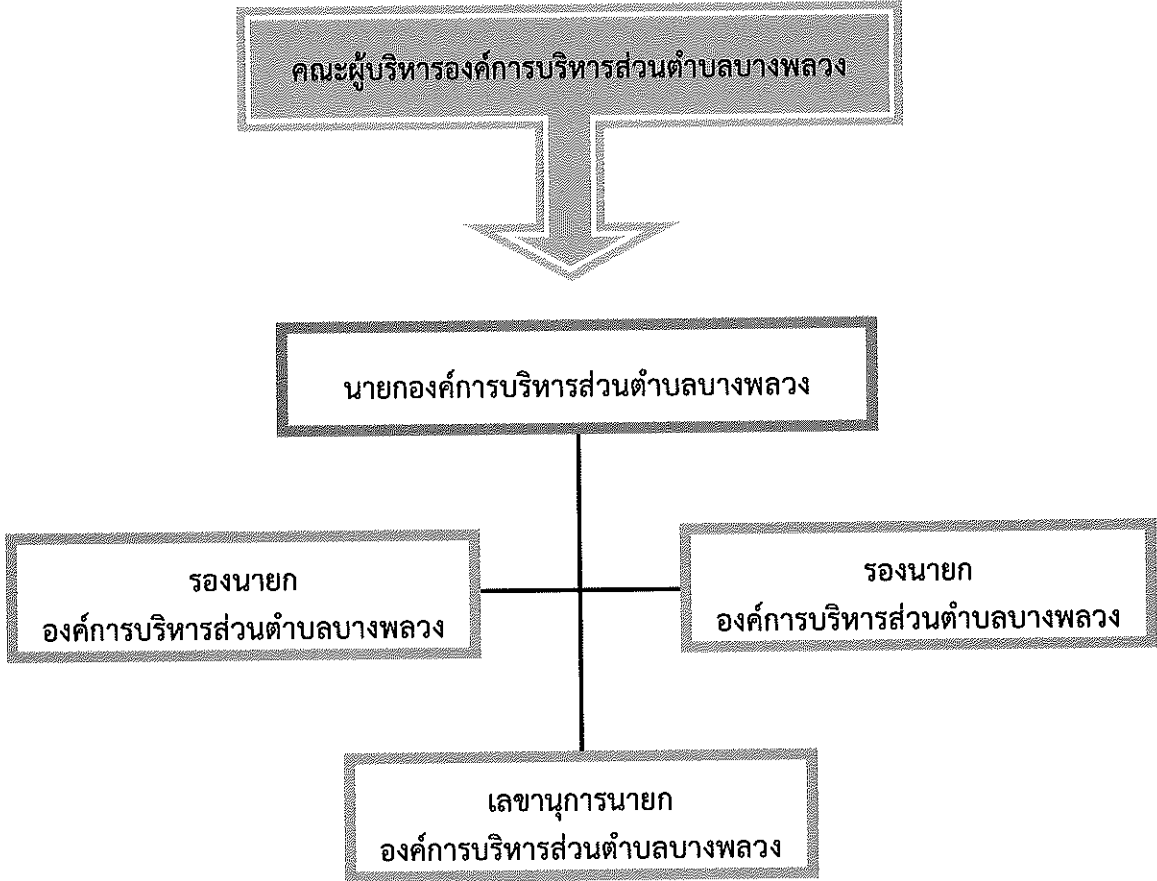 คณะผู้บริหารองค์การบริหารส่วนตำบลบางพลวง
นายกองค์การบริหารส่วนตำบลบางพลวง
รองนายก
องค์การบริหารส่วนตำบลบางพลวง
รองนายก
องค์การบริหารส่วนตำบลบางพลวง
เลขานุการนายก
องค์การบริหารส่วนตำบลบางพลวง